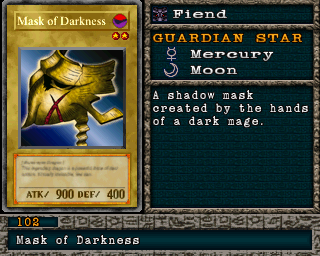 Mask of Darkness
ATK/ 900 DEF/ 400
Fiend
GUARDIAN STAR
Mercury
Moon
A shadow mask
created by the hands
of a dark mage.
102
Mask of Darkness